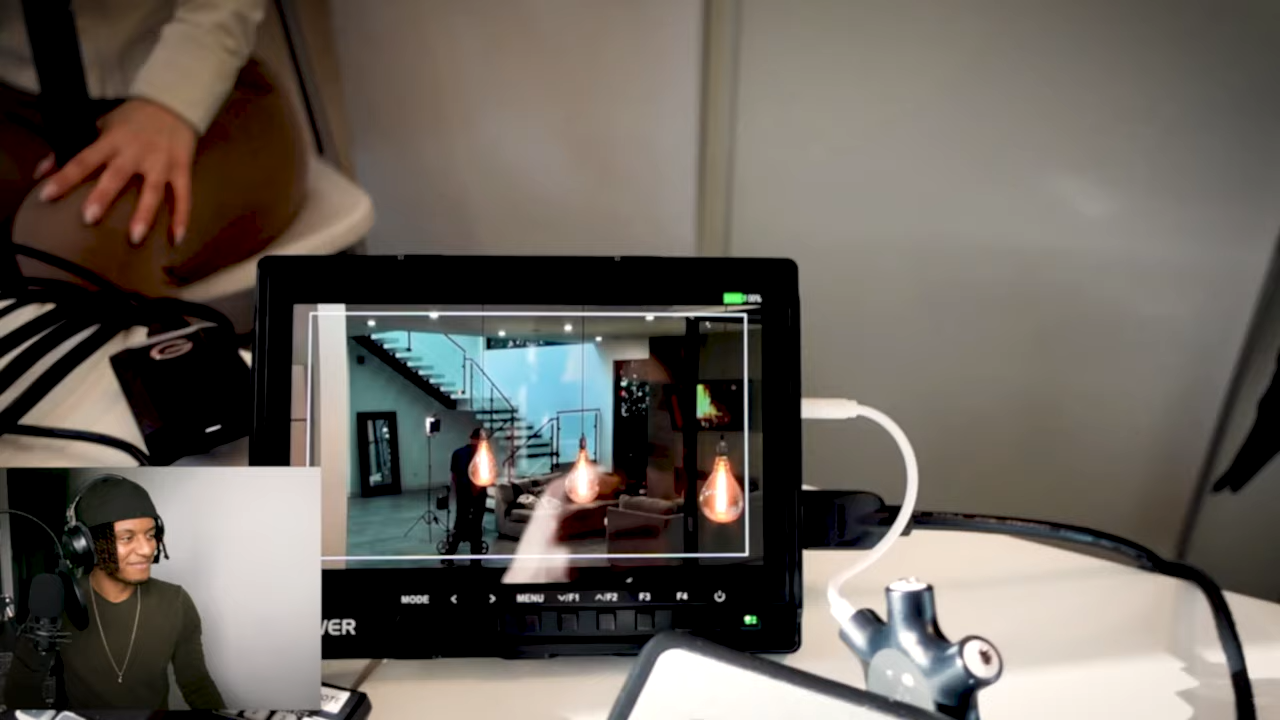 MODE < > MENU ∨/F1 ∧/F2 F3 F4
VER